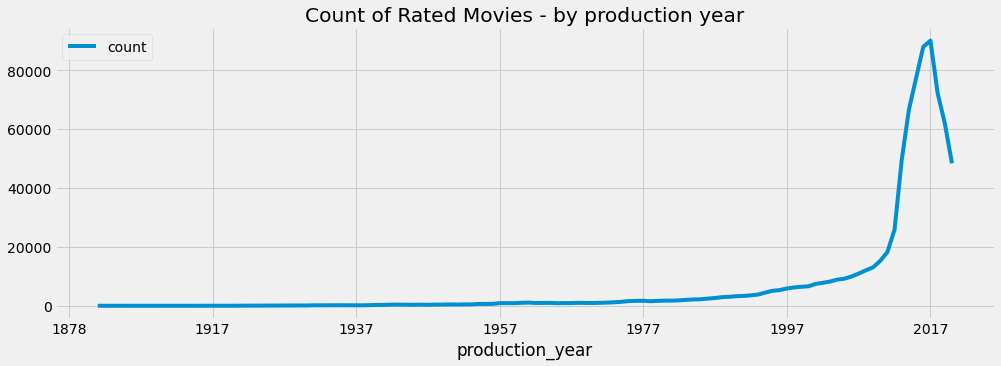 Count of Rated Movies - by production year
count
80000
60000
40000
20000
0
1878 1917 1937 1957 1977 1997 2017
production_year